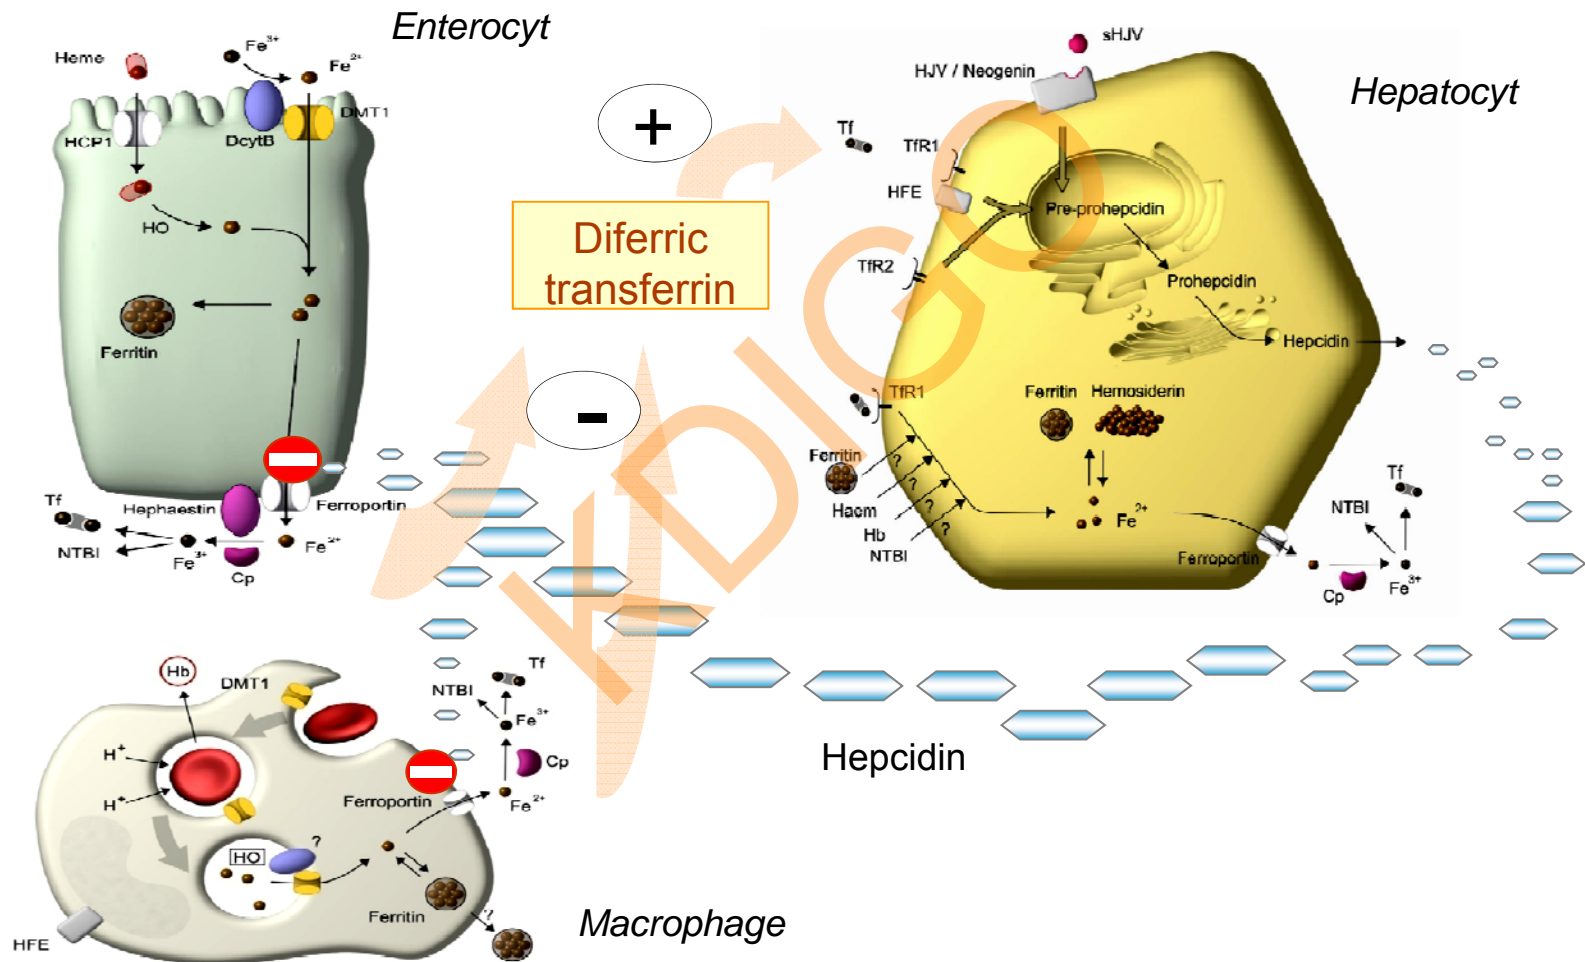 Enterocyt
Heme
Fe3+
Fe2+
HCP1
DcytB
DMT1
HO
Ferritin
Tf
Hephaestin
Ferroportin
NTBI
Fe3+
Fe2+
Cp
+
Diferric
transferrin
-
Hepatocyt
sHJV
HJV / Neogenin
Tf
TfR1
HFE
Pre-prohepcidin
TfR2
Prohepcidin
Hepcidin
TfR1
Ferritin
Hemosiderin
Ferritin
?
Haem
?
Hb
?
NTBI
?
Fe2+
Ferroportin
Tf
NTBI
Cp
Fe3+
KDIGO
Hepcidin
Hb
DMT1
H+
H+
Tf
NTBI
Fe3+
Cp
Ferroportin
Fe2+
HO
?
Ferritin
?
HFE
Macrophage